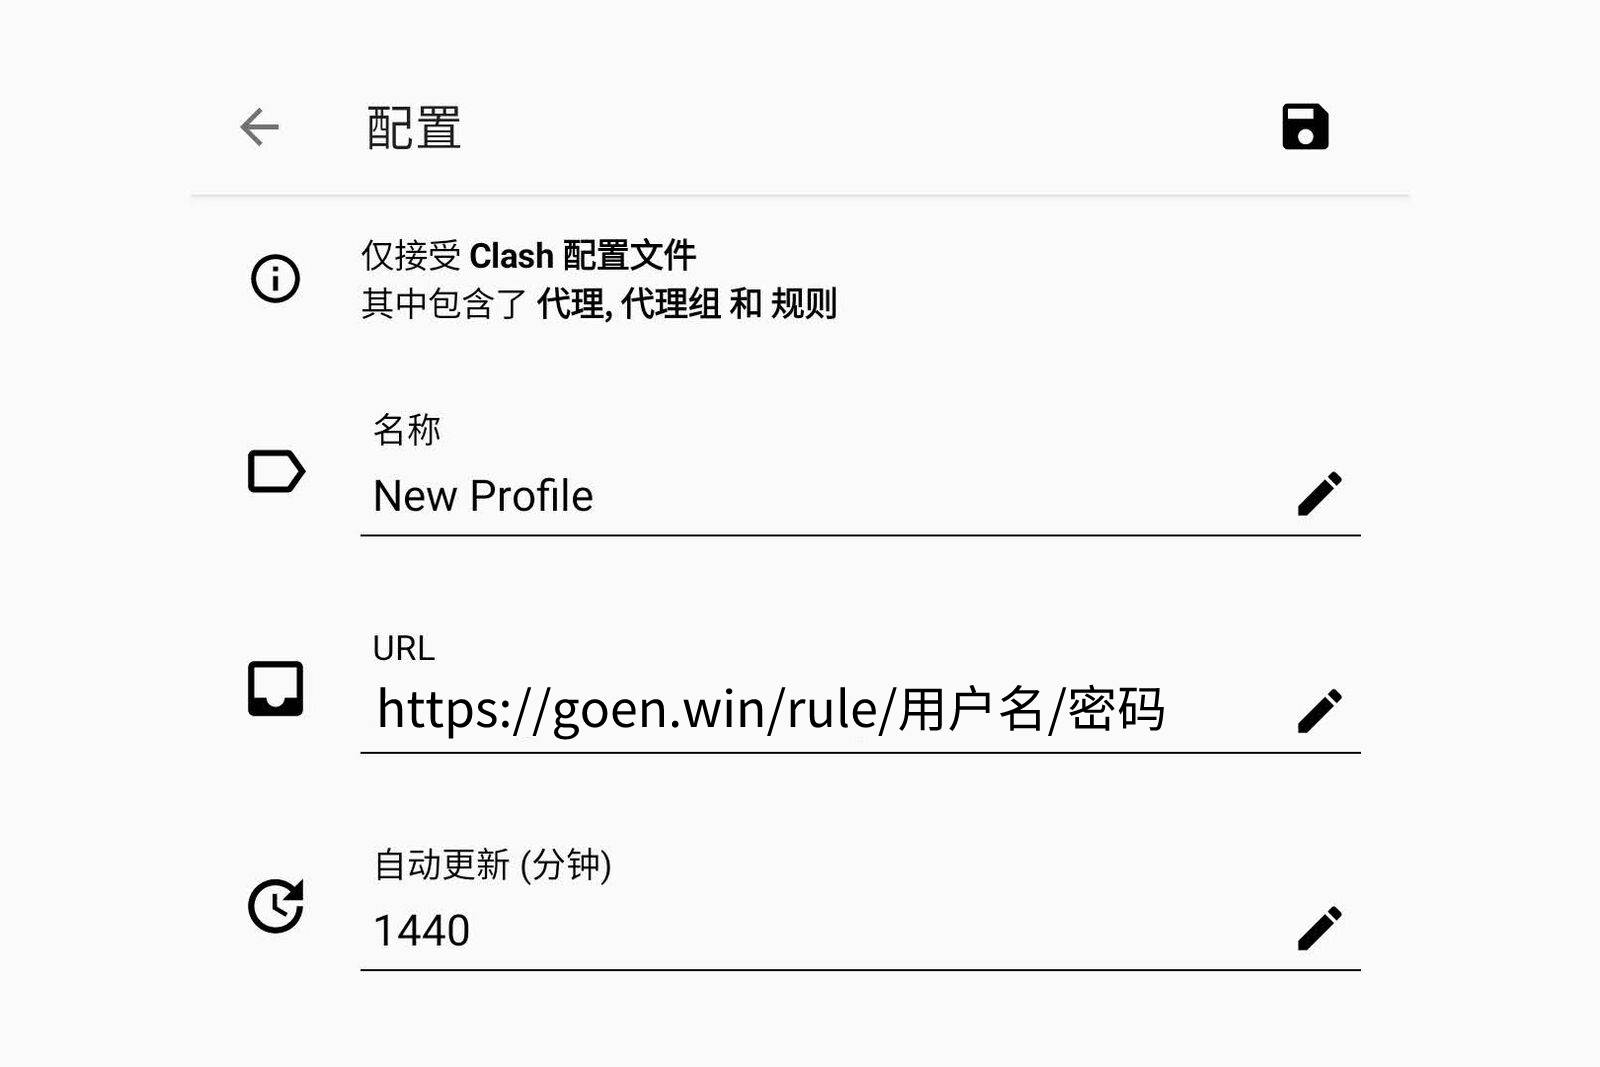 配置
仅接受 Clash 配置文件
其中包含了 代理, 代理组 和 规则
名称
New Profile
URL
https://goen.win/rule/用户名/密码
自动更新 (分钟)
1440